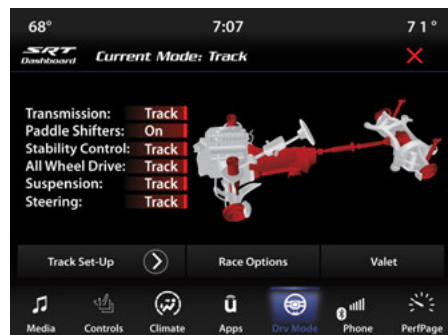 68° 7:07 71°
SRT Dashboard Current Mode: Track
Transmission: Track
Paddle Shifters: On
Stability Control: Track
All Wheel Drive: Track
Suspension: Track
Steering: Track
Track Set-Up Race Options Valet
Media Controls Climate Apps Drv Mode Phone PerfPage